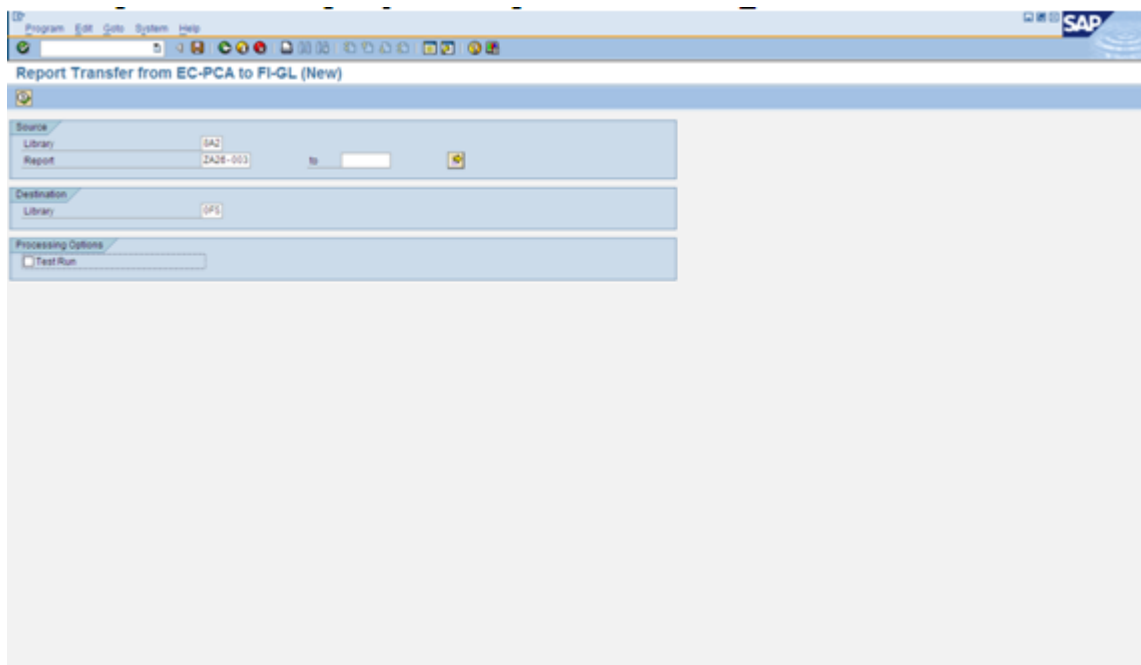 Program Edit Goto System Help
SAP
Report Transfer from EC-PCA to FI-GL (New)
Source
Library 8A2
Report ZA26-003 to
Destination
Library 0F5
Processing Options
Test Run